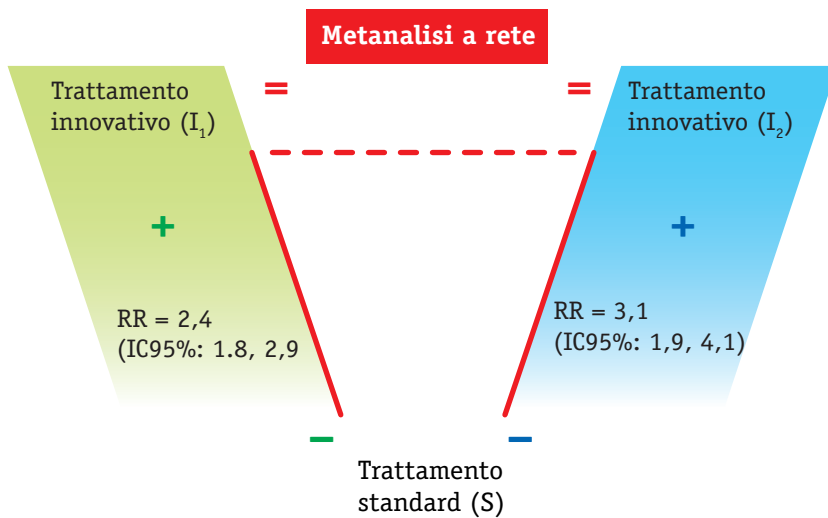 Metanalisi a rete
=
=
Trattamento
innovativo (I₁)
Trattamento
innovativo (I₂)
+
+
RR = 2,4
(IC95%: 1.8, 2,9
RR = 3,1
(IC95%: 1,9, 4,1)
–
–
Trattamento
standard (S)